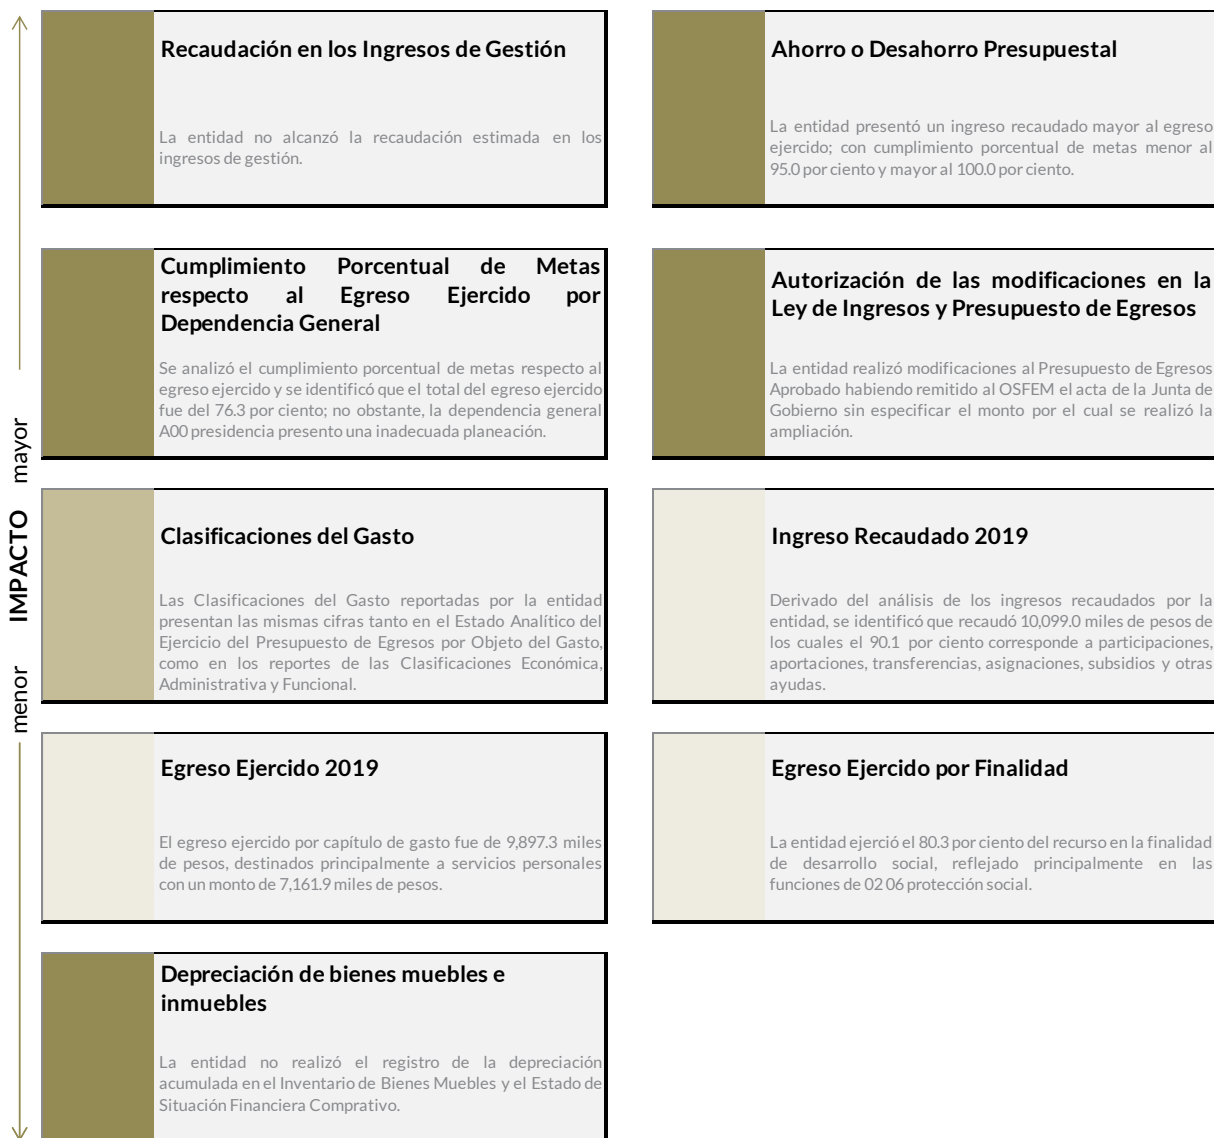 Recaudación en los Ingresos de Gestión
La entidad no alcanzó la recaudación estimada en los
ingresos de gestión.
Ahorro o Desahorro Presupuestal
La entidad presentó un ingreso recaudado mayor al egreso
ejercido; con cumplimiento porcentual de metas menor al
95.0 por ciento y mayor al 100.0 por ciento.
Cumplimiento Porcentual de Metas
respecto al Egreso Ejercido por
Dependencia General
Se analizó el cumplimiento porcentual de metas respecto al
egreso ejercido y se identificó que el total del egreso ejercido
fue del 76.3 por ciento; no obstante, la dependencia general
A00 presidencia presento una inadecuada planeación.
Autorización de las modificaciones en la
Ley de Ingresos y Presupuesto de Egresos
La entidad realizó modificaciones al Presupuesto de Egresos
Aprobado habiendo remitido al OSFEM el acta de la Junta de
Gobierno sin especificar el monto por el cual se realizó la
ampliación.
menor IMPACTO mayor
Clasificaciones del Gasto
Las Clasificaciones del Gasto reportadas por la entidad
presentan las mismas cifras tanto en el Estado Analítico del
Ejercicio del Presupuesto de Egresos por Objeto del Gasto,
como en los reportes de las Clasificaciones Económica,
Administrativa y Funcional.
Ingreso Recaudado 2019
Derivado del análisis de los ingresos recaudados por la
entidad, se identificó que recaudó 10,099.0 miles de pesos de
los cuales el 90.1 por ciento corresponde a participaciones,
aportaciones, transferencias, asignaciones, subsidios y otras
ayudas.
Egreso Ejercido 2019
El egreso ejercido por capítulo de gasto fue de 9,897.3 miles
de pesos, destinados principalmente a servicios personales
con un monto de 7,161.9 miles de pesos.
Egreso Ejercido por Finalidad
La entidad ejerció el 80.3 por ciento del recurso en la finalidad
de desarrollo social, reflejado principalmente en las
funciones de 02 06 protección social.
Depreciación de bienes muebles e
inmuebles
La entidad no realizó el registro de la depreciación
acumulada en el Inventario de Bienes Muebles y el Estado de
Situación Financiera Comprativo.